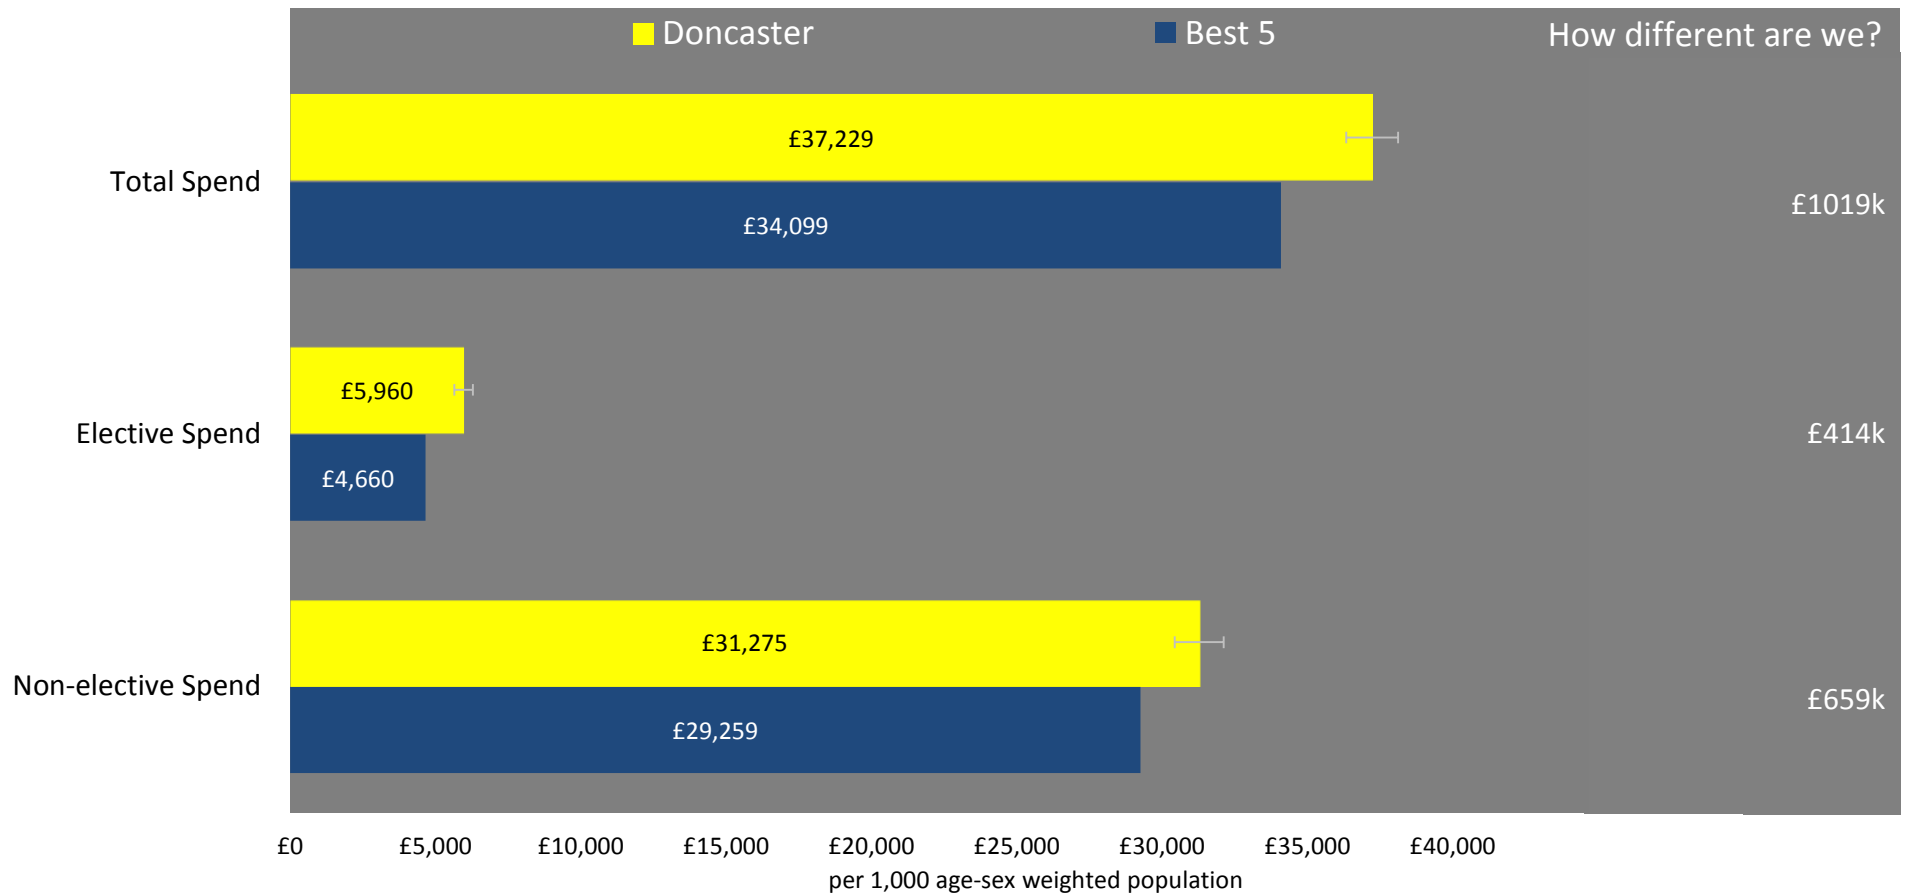 Doncaster Best 5 How different are we?
Total Spend
£37,229
£34,099
£1019k
Elective Spend
£5,960
£4,660
£414k
Non-elective Spend
£31,275
£29,259
£659k
£0 £5,000 £10,000 £15,000 £20,000 £25,000 £30,000 £35,000 £40,000
per 1,000 age-sex weighted population